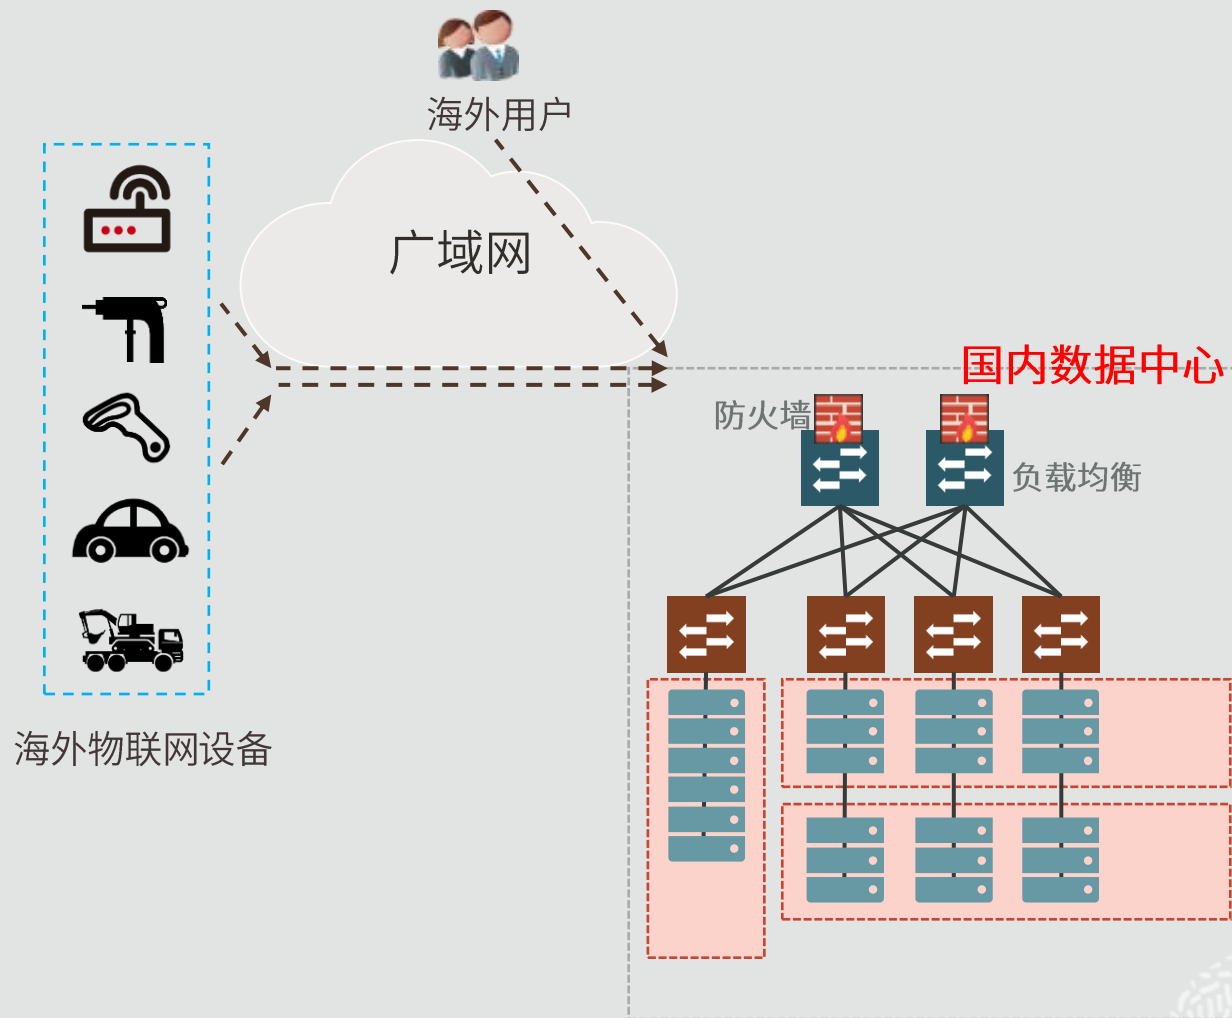 海外用户
广域网
国内数据中心
防火墙
负载均衡
海外物联网设备